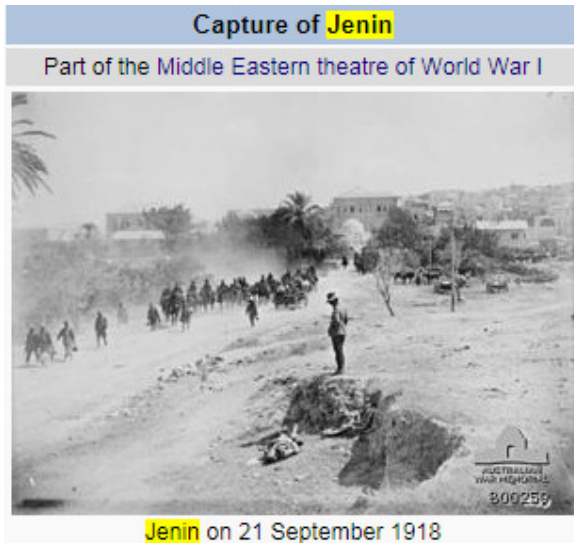 Capture of Jenin
Part of the Middle Eastern theatre of World War I
AUSTRALIAN
WAR MEMORIAL
B00259
Jenin on 21 September 1918